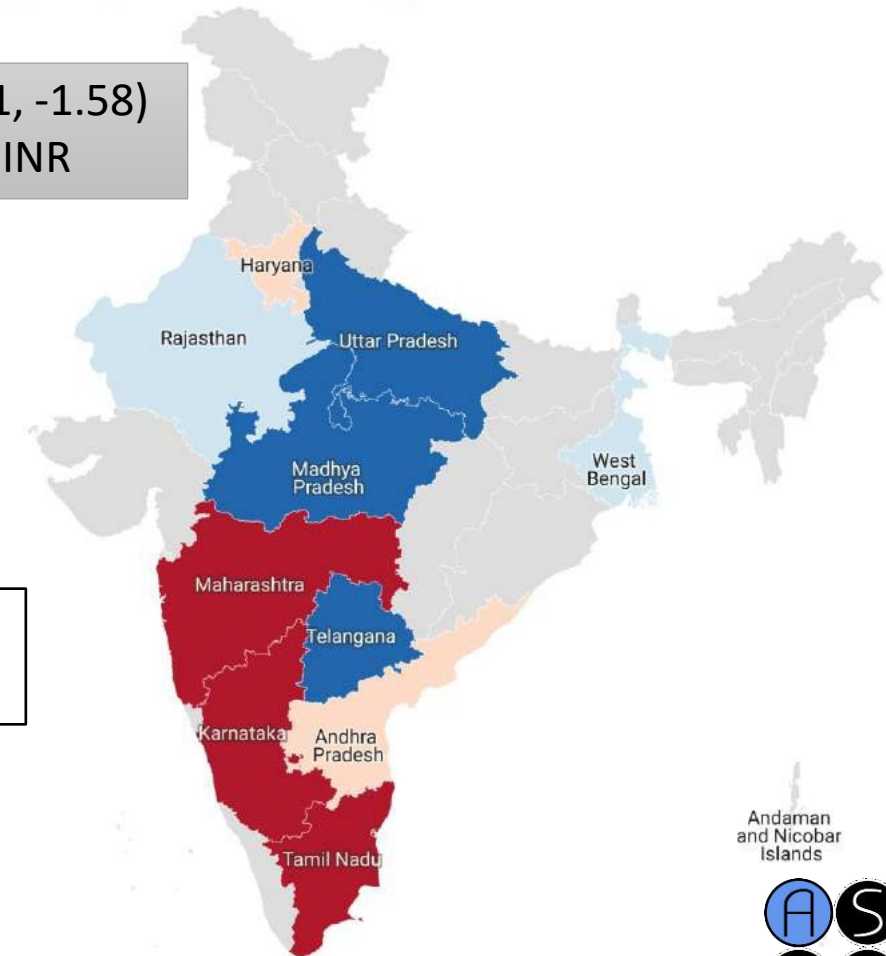 1, -1.58)
INR
Haryana
Rajasthan
Uttar Pradesh
Madhya
Pradesh
West
Bengal
Maharashtra
Telangana
Karnataka
Andhra
Pradesh
Tamil Nadu
Andaman
and Nicobar
Islands
A S